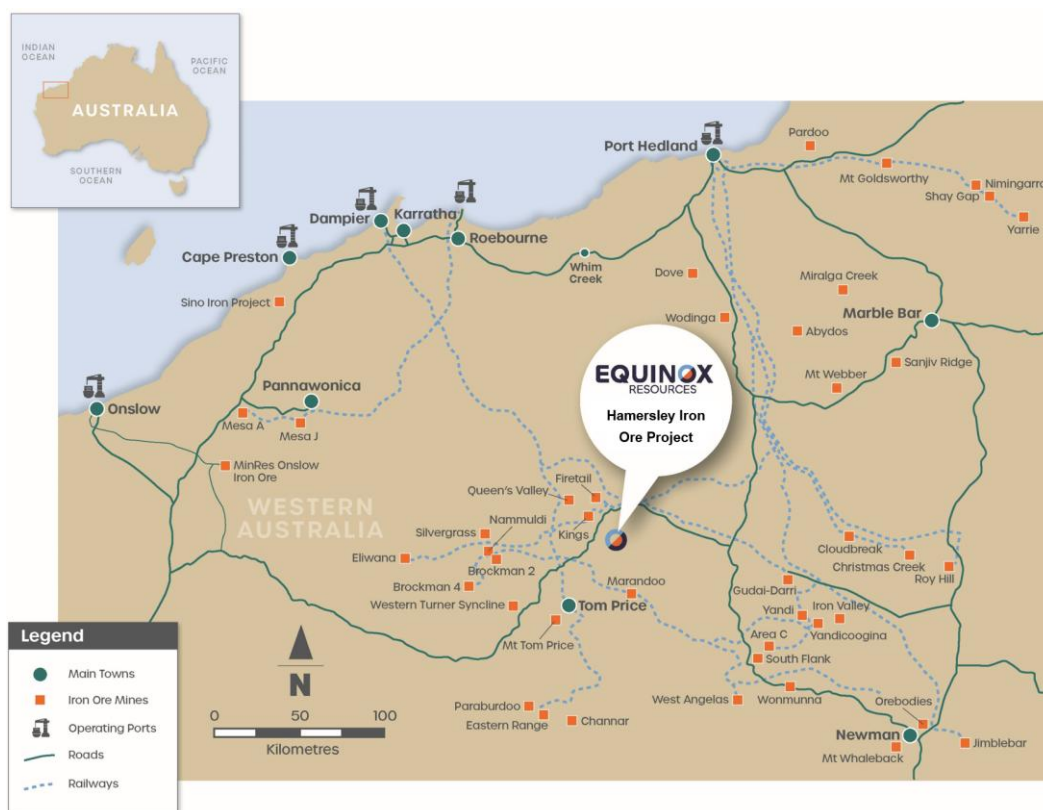 INDIAN
OCEAN
PACIFIC
OCEAN
AUSTRALIA
SOUTHERN
OCEAN
Port Hedland
Pardoo
Mt Goldsworthy
Nimingarra
Shay Gap
Yarrie
Dampier
Karratha
Roebourne
Cape Preston
Whim
Creek
Dove
Miralga Creek
Sino Iron Project
Wodinga
Marble Bar
Abydos
EQUINOX
RESOURCES
Hamersley Iron
Ore Project
Sanjiv Ridge
Mt Webber
Pannawonica
Onslow
Mesa A
Mesa J
MinRes Onslow
Iron Ore
WESTERN
AUSTRALIA
Firetail
Queen's Valley
Nammuldi
Silvergrass
Kings
Eliwana
Brockman 2
Cloudbreak
Christmas Creek
Roy Hill
Brockman 4
Marandoo
Gudai-Darri
Western Turner Syncline
Tom Price
Yandi
Iron Valley
Mt Tom Price
Yandicoogina
Area C
South Flank
Paraburdoo
Eastern Range
Channar
West Angelas
Wonmunna
Orebodies
Newman
Jimblebar
Mt Whaleback
Legend
Main Towns
Iron Ore Mines
Operating Ports
Roads
Railways
N
0 50 100
Kilometres